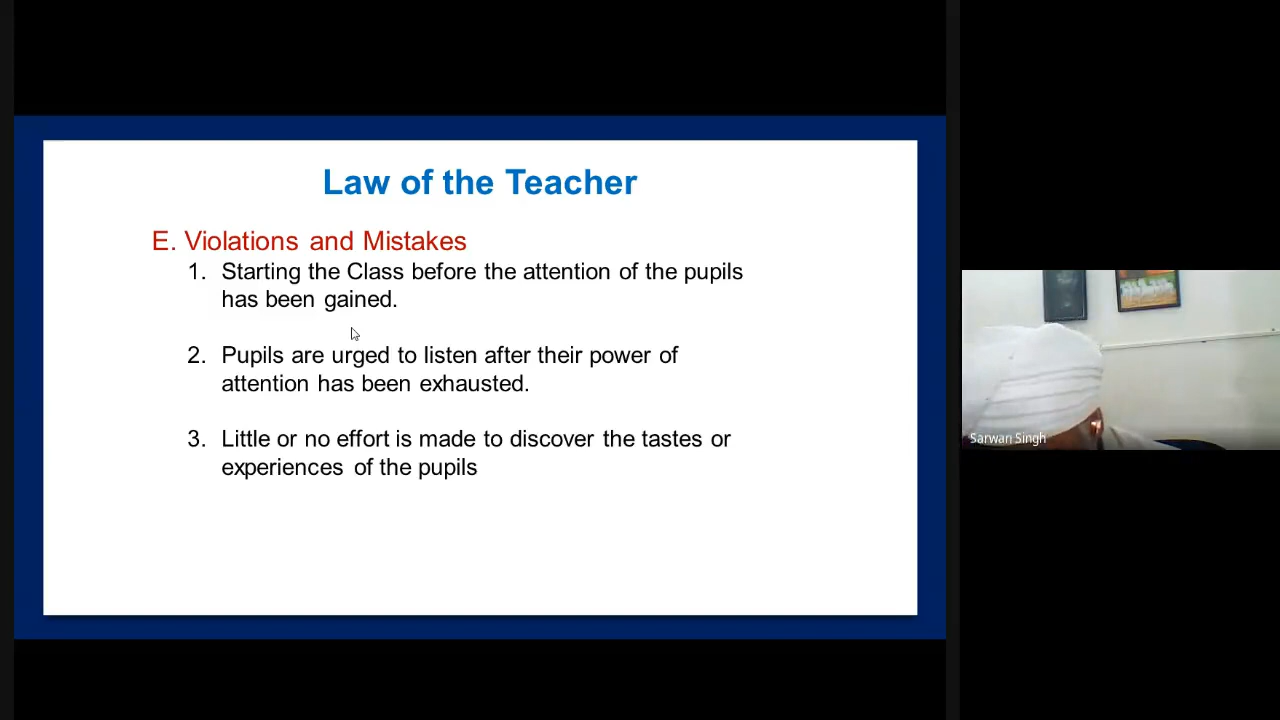 Law of the Teacher
E. Violations and Mistakes
1. Starting the Class before the attention of the pupils
has been gained.
2. Pupils are urged to listen after their power of
attention has been exhausted.
3. Little or no effort is made to discover the tastes or
experiences of the pupils
Sarwan Singh